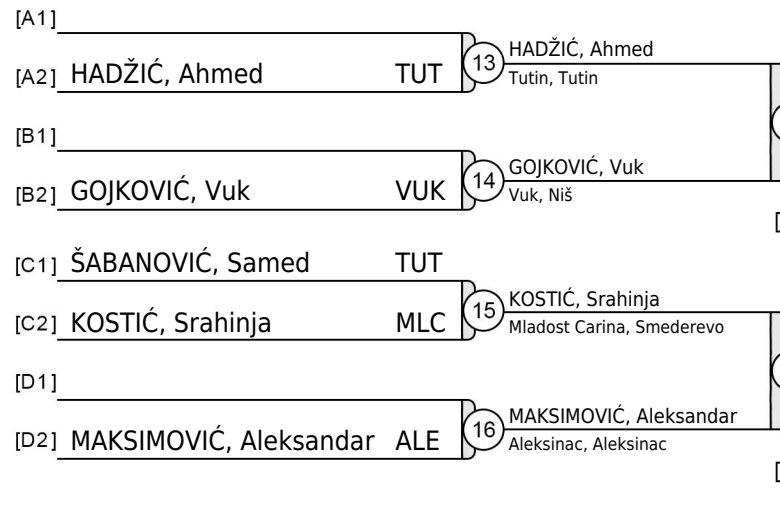 [A1]
[A2] HADŽIĆ, Ahmed TUT
13
HADŽIĆ, Ahmed
Tutin, Tutin
[B1]
[B2] GOJKOVIĆ, Vuk VUK
14
GOJKOVIĆ, Vuk
Vuk, Niš
[C1] ŠABANOVIĆ, Samed TUT
[C2] KOSTIĆ, Srahinja MLC
15
KOSTIĆ, Srahinja
Mladost Carina, Smederevo
[D1]
[D2] MAKSIMOVIĆ, Aleksandar ALE
16
MAKSIMOVIĆ, Aleksandar
Aleksinac, Aleksinac